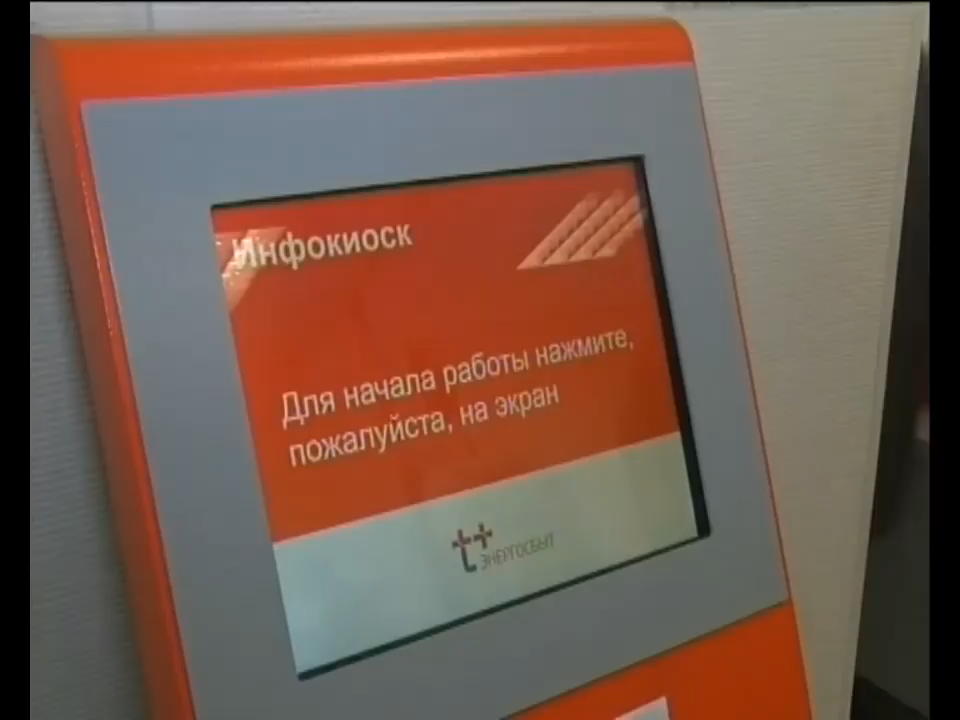 Инфокиоск
Для начала работы нажмите,
пожалуйста, на экран
t+
ЭНЕРГОСБЫТ